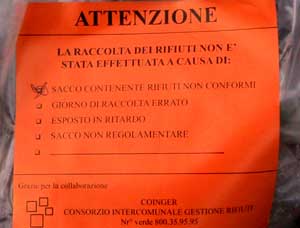 ATTENZIONE
LA RACCOLTA DEI RIFIUTI NON E'
STATA EFFETTUATA A CAUSA DI:
SACCO CONTENENTE RIFIUTI NON CONFORMI
GIORNO DI RACCOLTA ERRATO
ESPOSTO IN RITARDO
SACCO NON REGOLAMENTARE
Grazie per la collaborazione
COINGER
CONSORZIO INTERCOMUNALE GESTIONE RIFIUTI
Nr° verde 800.35.95.95